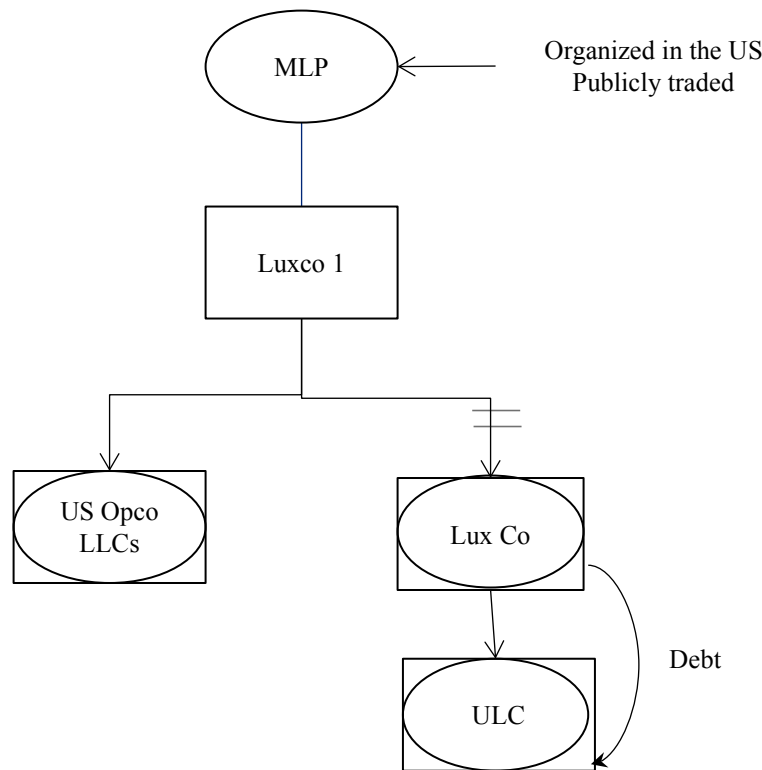 MLP
Organized in the US
Publicly traded
Luxco 1
US Opco
LLCs
Lux Co
Debt
ULC